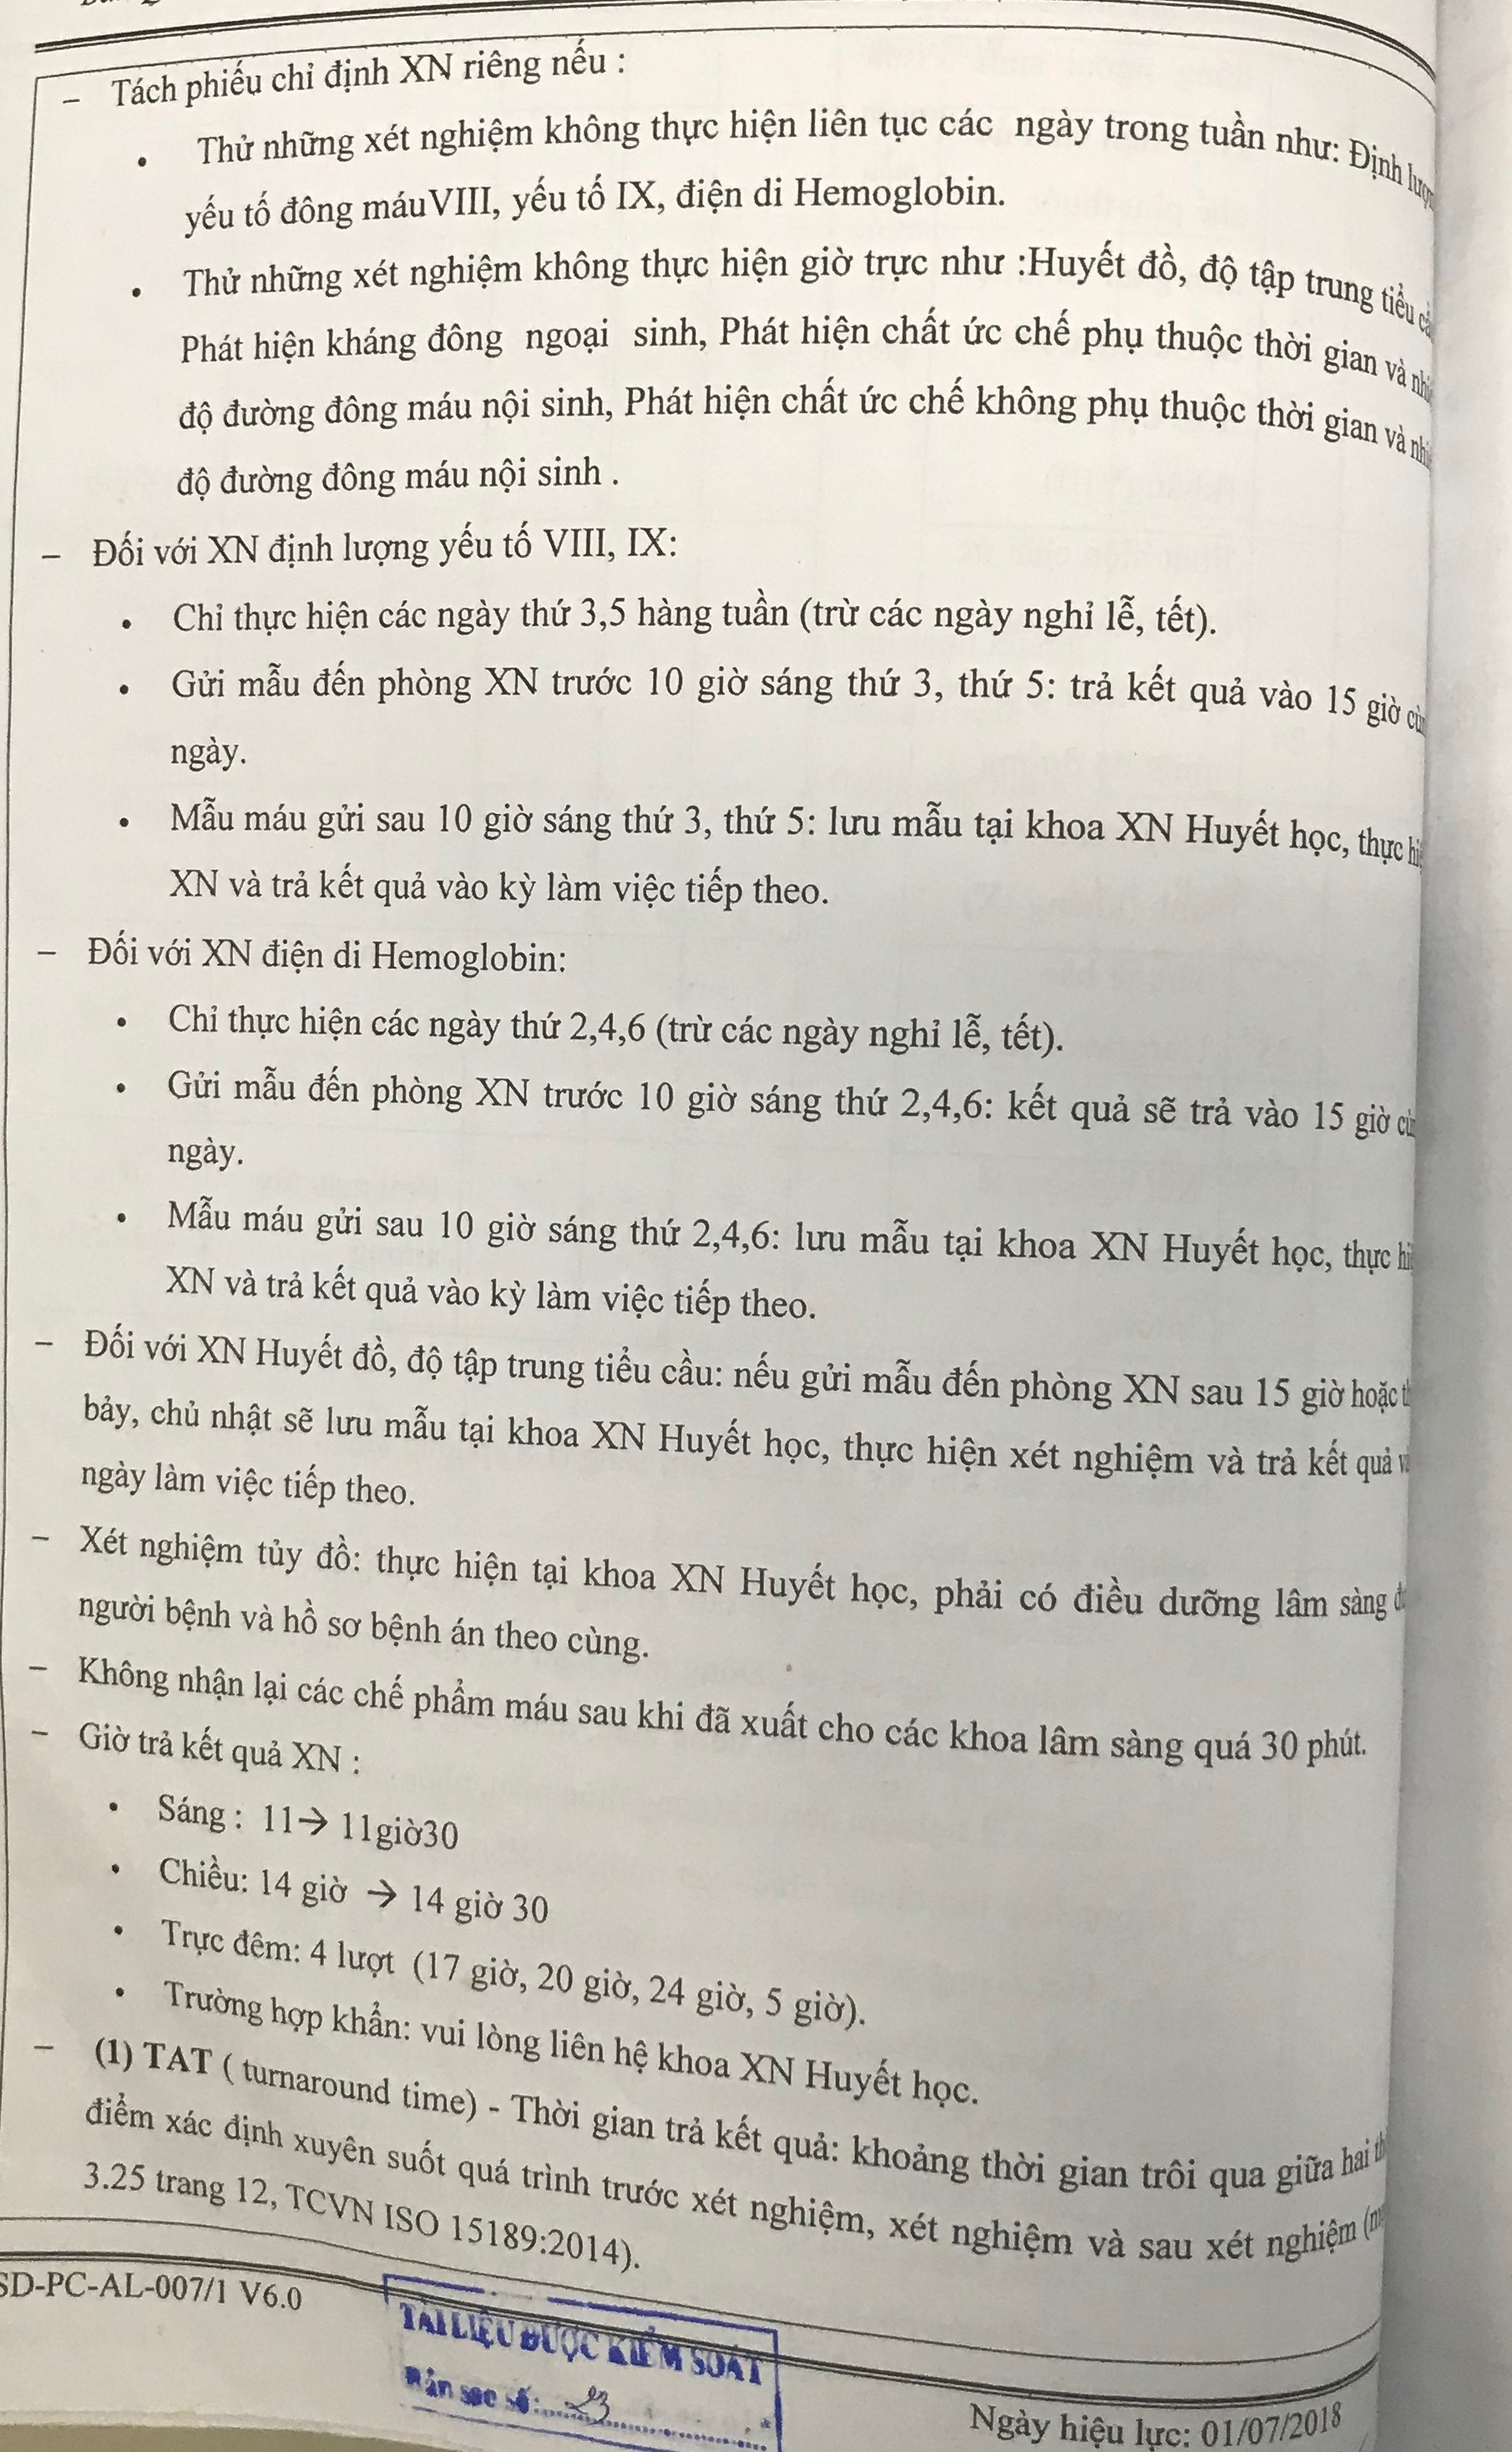 – Tách phiếu chỉ định XN riêng nếu :
• Thử những xét nghiệm không thực hiện liên tục các ngày trong tuần như: Định
yếu tố đông máuVIII, yếu tố IX, điện di Hemoglobin.
• Thử những xét nghiệm không thực hiện giờ trực như :Huyết đồ, độ tập trung tiểu
Phát hiện kháng đông ngoại sinh, Phát hiện chất ức chế phụ thuộc thời gian và
độ đường đông máu nội sinh, Phát hiện chất ức chế không phụ thuộc thời gian và
độ đường đông máu nội sinh .
– Đối với XN định lượng yếu tố VIII, IX:
• Chỉ thực hiện các ngày thứ 3,5 hàng tuần (trừ các ngày nghỉ lễ, tết).
• Gửi mẫu đến phòng XN trước 10 giờ sáng thứ 3, thứ 5: trả kết quả vào 15 giờ
ngày.
• Mẫu máu gửi sau 10 giờ sáng thứ 3, thứ 5: lưu mẫu tại khoa XN Huyết học, thực
XN và trả kết quả vào kỳ làm việc tiếp theo.
– Đối với XN điện di Hemoglobin:
• Chỉ thực hiện các ngày thứ 2,4,6 (trừ các ngày nghỉ lễ, tết).
• Gửi mẫu đến phòng XN trước 10 giờ sáng thứ 2,4,6: kết quả sẽ trả vào 15 giờ
ngày.
• Mẫu máu gửi sau 10 giờ sáng thứ 2,4,6: lưu mẫu tại khoa XN Huyết học, thực
XN và trả kết quả vào kỳ làm việc tiếp theo.
– Đối với XN Huyết đồ, độ tập trung tiểu cầu: nếu gửi mẫu đến phòng XN sau 15 giờ hoặc
bảy, chủ nhật sẽ lưu mẫu tại khoa XN Huyết học, thực hiện xét nghiệm và trả kết quả
ngày làm việc tiếp theo.
– Xét nghiệm tủy đồ: thực hiện tại khoa XN Huyết học, phải có điều dưỡng lâm sàng
người bệnh và hồ sơ bệnh án theo cùng.
– Không nhận lại các chế phẩm máu sau khi đã xuất cho các khoa lâm sàng quá 30 phút.
– Giờ trả kết quả XN :
• Sáng : 11→ 11giờ30
• Chiều: 14 giờ → 14 giờ 30
• Trực đêm: 4 lượt (17 giờ, 20 giờ, 24 giờ, 5 giờ).
• Trường hợp khẩn: vui lòng liên hệ khoa XN Huyết học.
– (1) TAT ( turnaround time) - Thời gian trả kết quả: khoảng thời gian trôi qua giữa hai
điểm xác định xuyên suốt quá trình trước xét nghiệm, xét nghiệm và sau xét nghiệm
3.25 trang 12, TCVN ISO 15189:2014).
SD-PC-AL-007/1 V6.0
TÀI LIỆU ĐƯỢC KIỂM SOÁT
Bản sao số: 23
Ngày hiệu lực: 01/07/2018